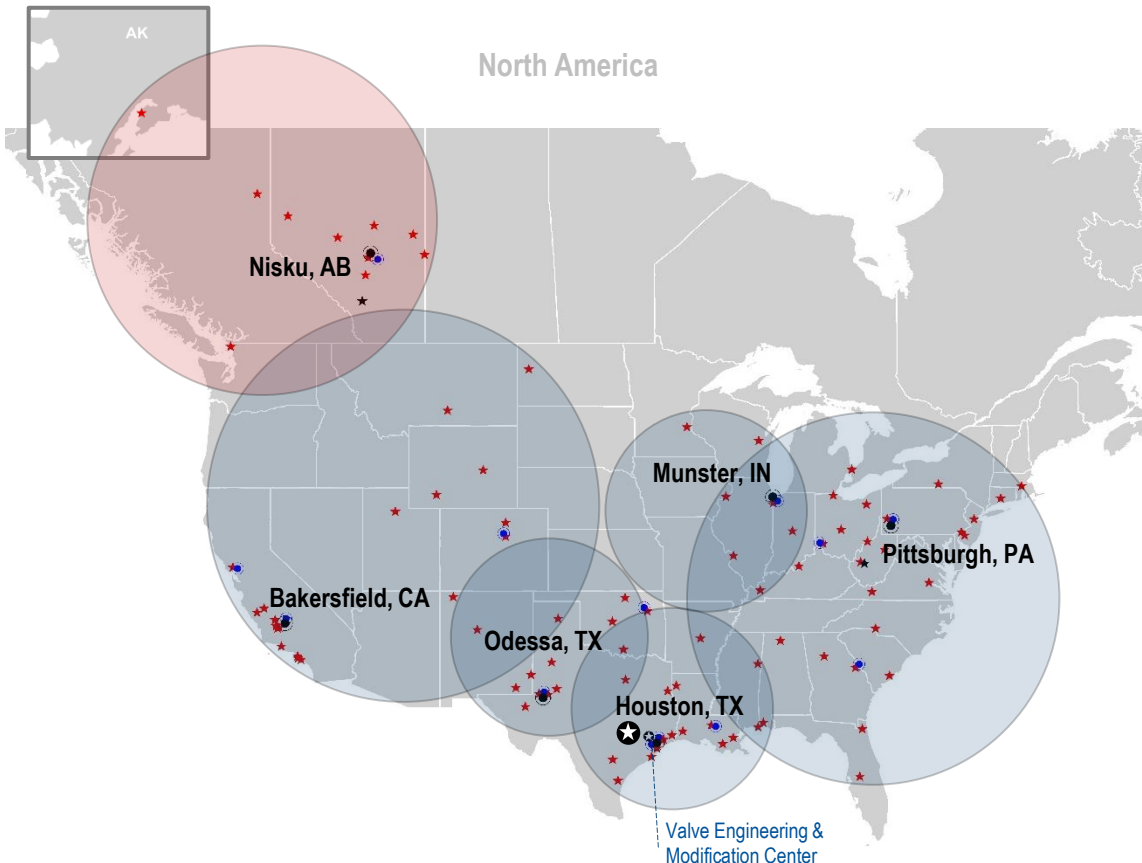 AK
North America
Nisku, AB
Munster, IN
Pittsburgh, PA
Bakersfield, CA
Odessa, TX
Houston, TX
Valve Engineering &
Modification Center